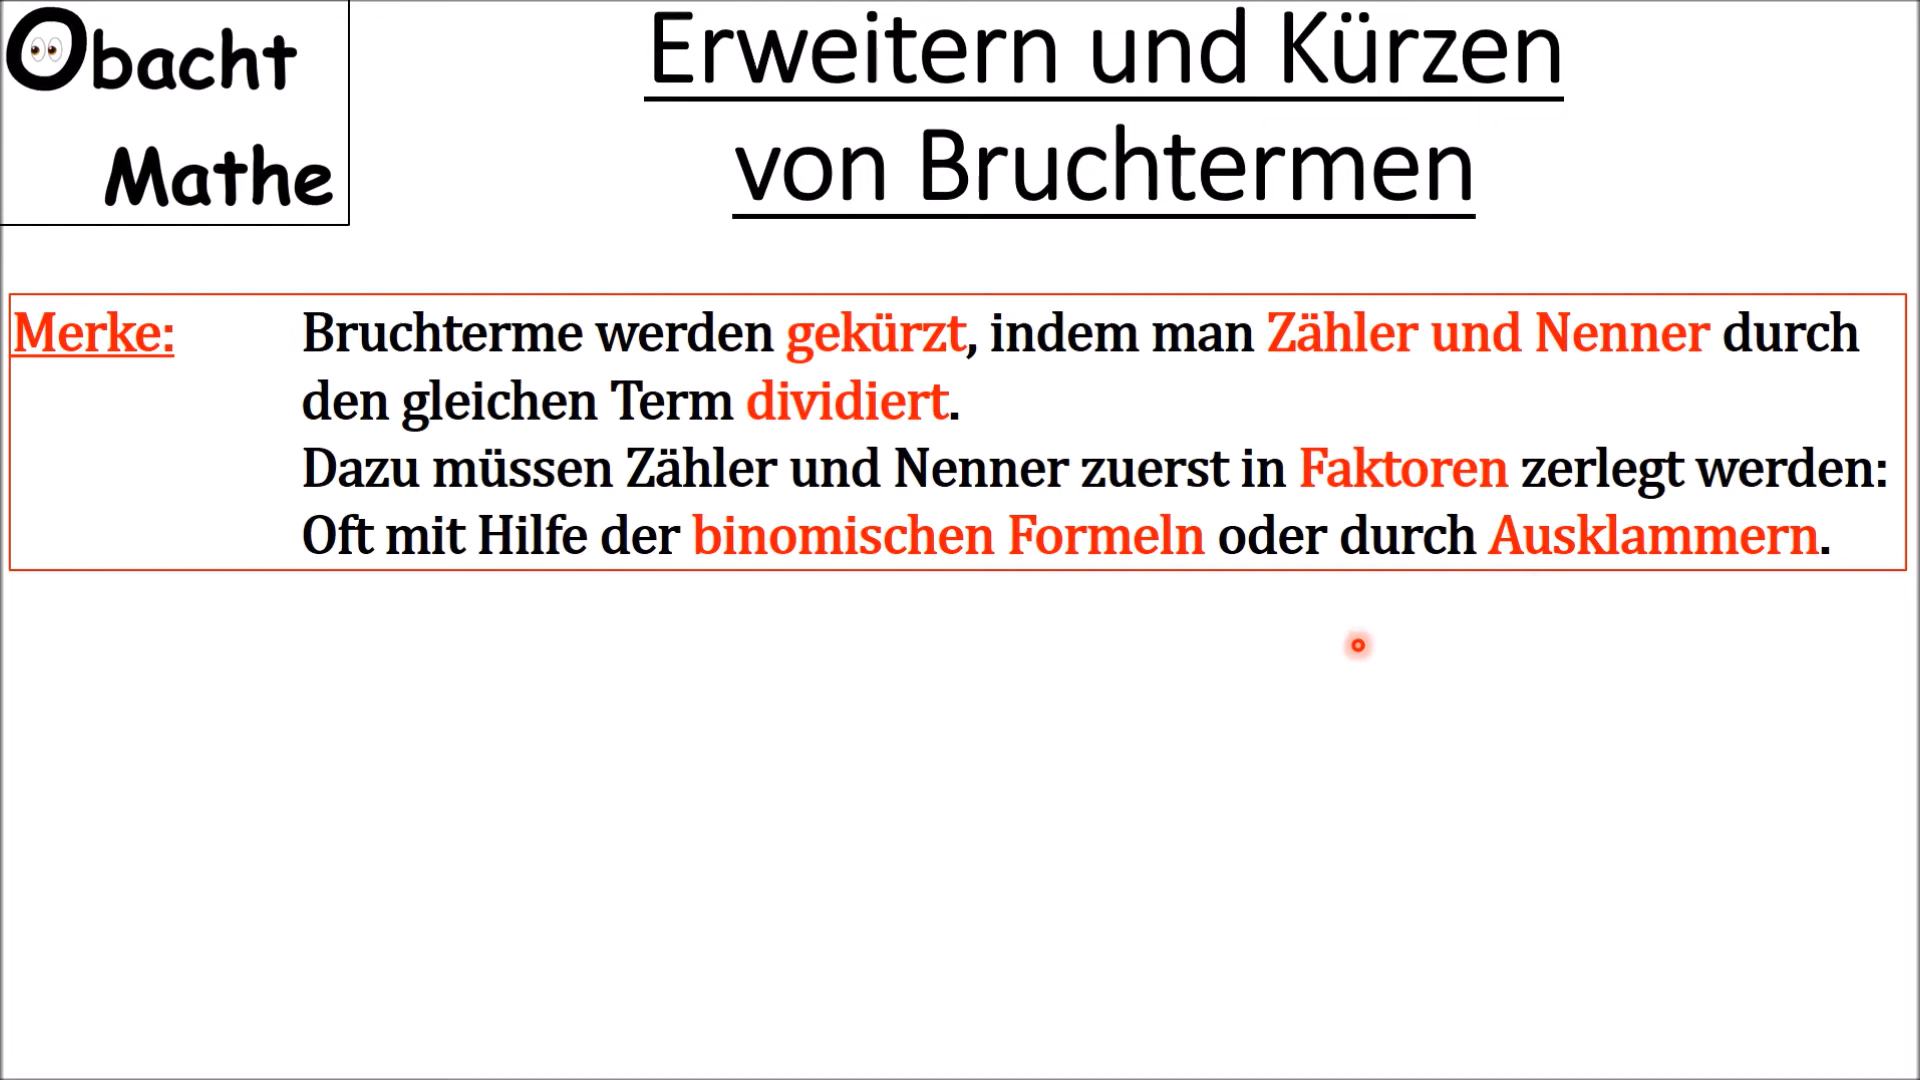 Obacht
Mathe
Erweitern und Kürzen
von Bruchtermen
Merke: Bruchterme werden gekürzt, indem man Zähler und Nenner durch
den gleichen Term dividiert.
Dazu müssen Zähler und Nenner zuerst in Faktoren zerlegt werden:
Oft mit Hilfe der binomischen Formeln oder durch Ausklammern.